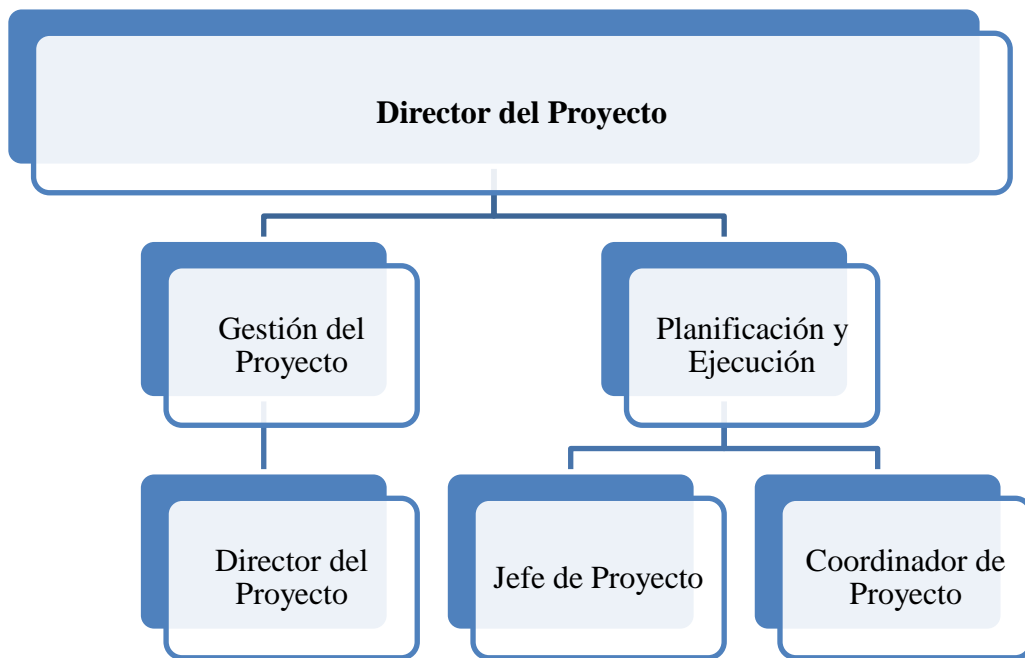 Director del Proyecto
Gestión del
Proyecto
Planificación y
Ejecución
Director del
Proyecto
Jefe de Proyecto
Coordinador de
Proyecto